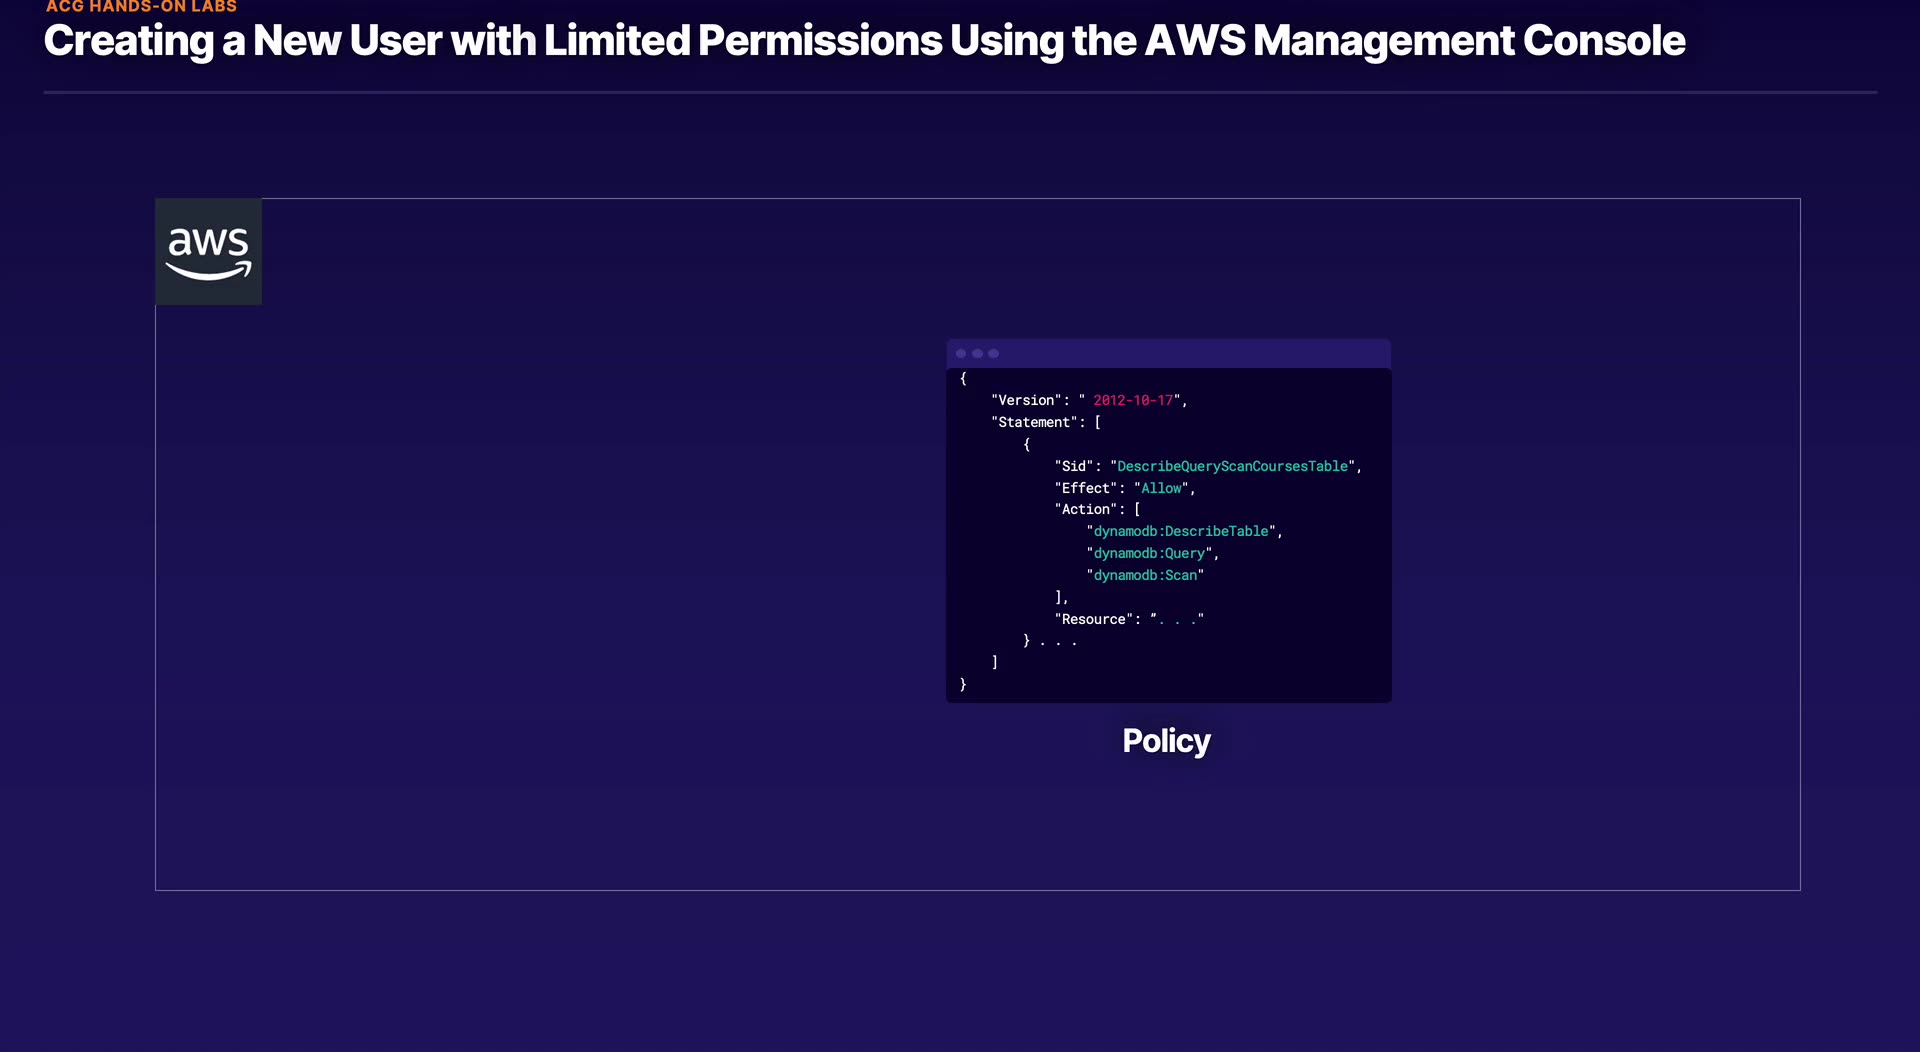 ACG HANDS-ON LABS
Creating a New User with Limited Permissions Using the AWS Management Console
aws
{
    "Version": " 2012-10-17",
    "Statement": [
        {
            "Sid": "DescribeQueryScanCoursesTable",
            "Effect": "Allow",
            "Action": [
                "dynamodb:DescribeTable",
                "dynamodb:Query",
                "dynamodb:Scan"
            ],
            "Resource": ”. . ."
        } . . .
    ]
}
Policy